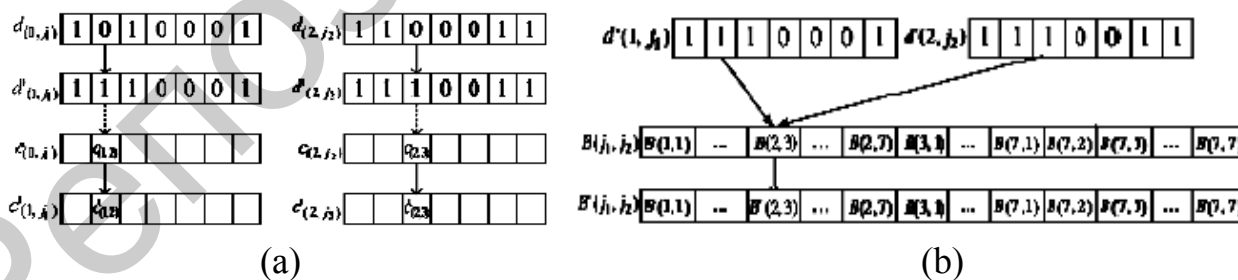 d(1, j₁) 1 0 1 0 0 0 1
d(2, j₂) 1 1 0 0 0 1 1
d'(1, j₁) 1 1 1 0 0 0 1
d'(2, j₂) 1 1 1 0 0 1 1
c(1, j₁) c(1,2)
c(2, j₂) c(2,3)
c'(1, j₁) c'(1,2)
c'(2, j₂) c'(2,3)
(a)
d'(1, j₁) 1 1 1 0 0 0 1
d'(2, j₂) 1 1 1 0 0 1 1
B(j₁, j₂) B(1,1) ... B(2,3) ... B(2,7) B(3,1) ... B(7,1) B(7,2) B(7,3) ... B(7,7)
B'(j₁, j₂) B(1,1) ... B'(2,3) ... B(2,7) B(3,1) ... B(7,1) B(7,2) B(7,3) ... B(7,7)
(b)